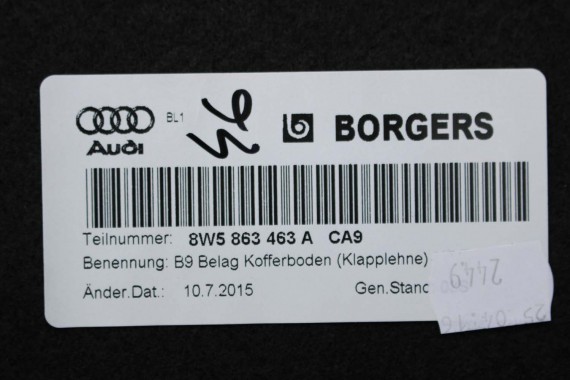 BL1
Audi BORGERS
Teilnummer: 8W5 863 463 A CA9
Benennung: B9 Belag Kofferboden (Klapplehne)
Änder.Dat.: 10.7.2015 Gen.Stand
2449